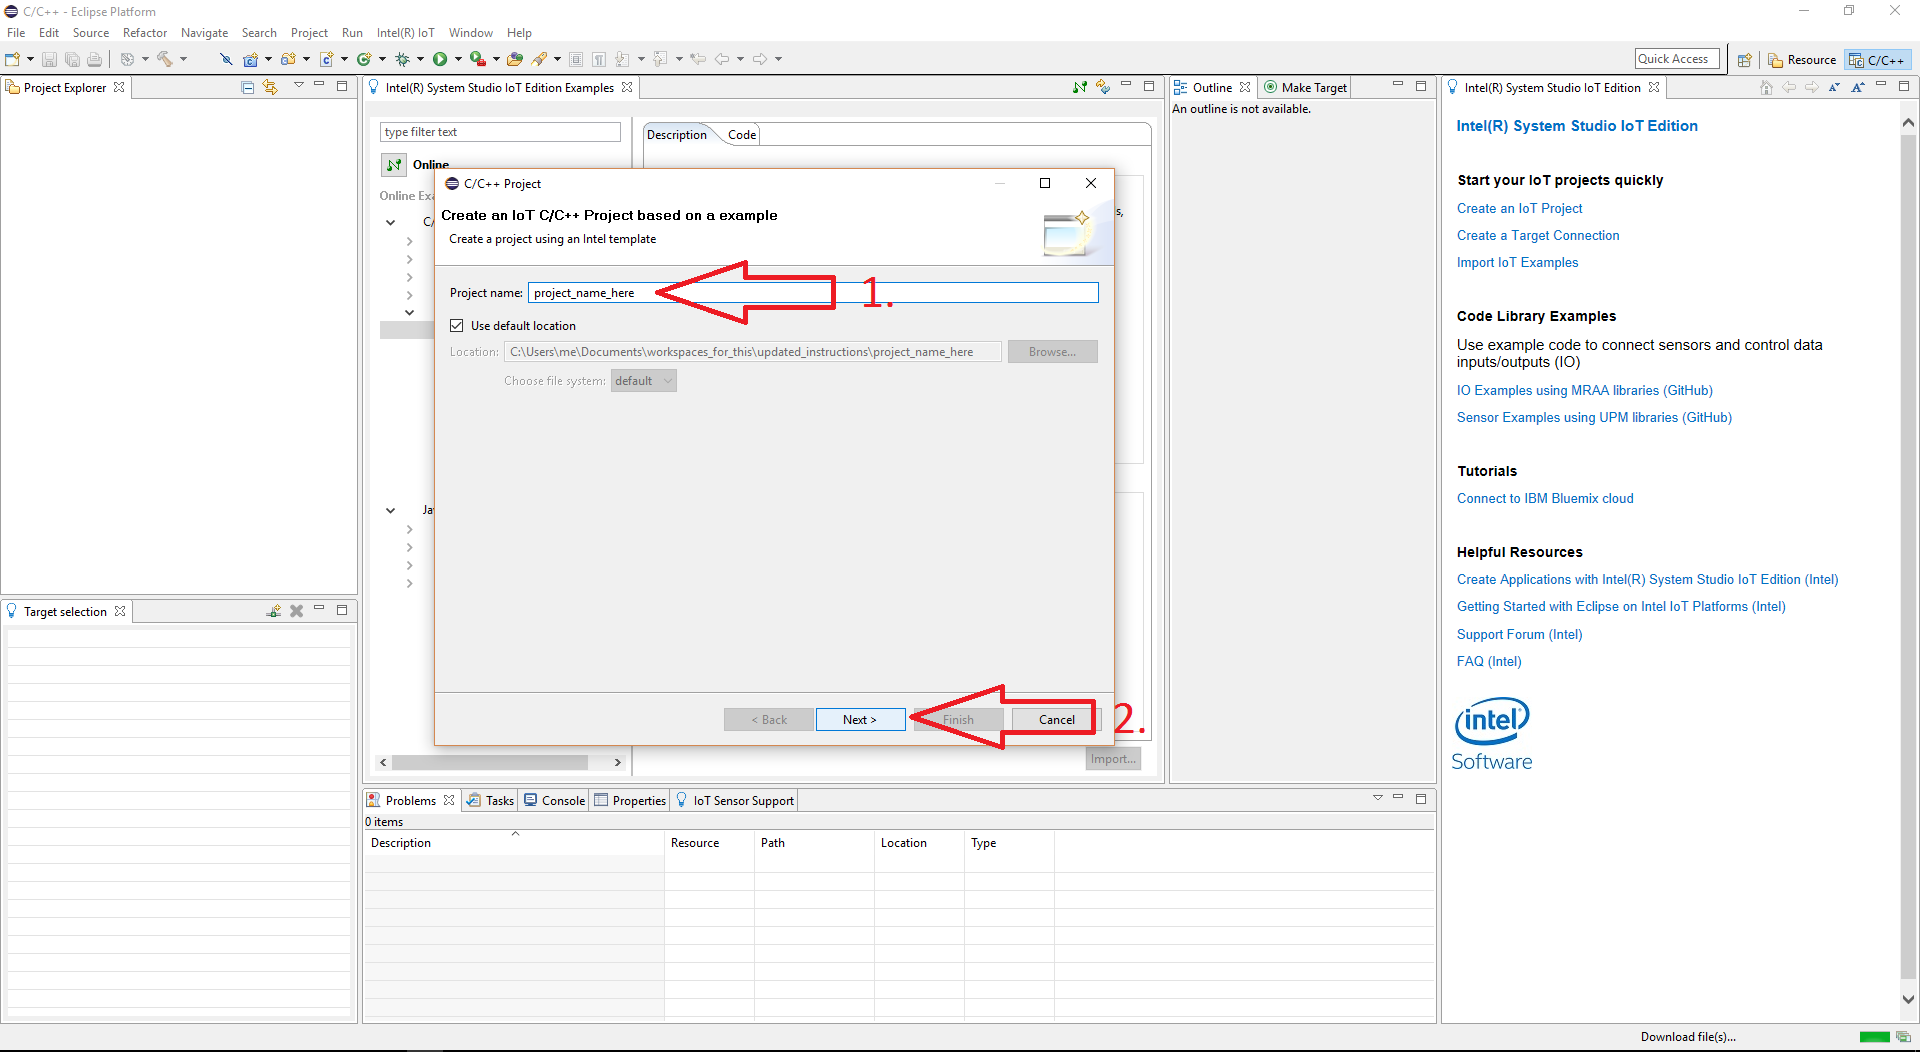 C/C++ - Eclipse Platform
File Edit Source Refactor Navigate Search Project Run Intel(R) IoT Window Help
Quick Access
Resource
C/C++
Project Explorer
Intel(R) System Studio IoT Edition Examples
type filter text
Online
Online Exa
C/
Ja
Description Code
s,
Import...
C/C++ Project
Create an IoT C/C++ Project based on a example
Create a project using an Intel template
Project name: project_name_here
1.
Use default location
Location: C:\Users\me\Documents\workspaces_for_this\updated_instructions\project_name_here Browse...
Choose file system: default
< Back Next > Finish Cancel
2.
Outline Make Target
An outline is not available.
Intel(R) System Studio IoT Edition
Intel(R) System Studio IoT Edition
Start your IoT projects quickly
Create an IoT Project
Create a Target Connection
Import IoT Examples
Code Library Examples
Use example code to connect sensors and control data
inputs/outputs (IO)
IO Examples using MRAA libraries (GitHub)
Sensor Examples using UPM libraries (GitHub)
Tutorials
Connect to IBM Bluemix cloud
Helpful Resources
Create Applications with Intel(R) System Studio IoT Edition (Intel)
Getting Started with Eclipse on Intel IoT Platforms (Intel)
Support Forum (Intel)
FAQ (Intel)
intel
Software
Target selection
Problems Tasks Console Properties IoT Sensor Support
0 items
Description Resource Path Location Type
Download file(s)...